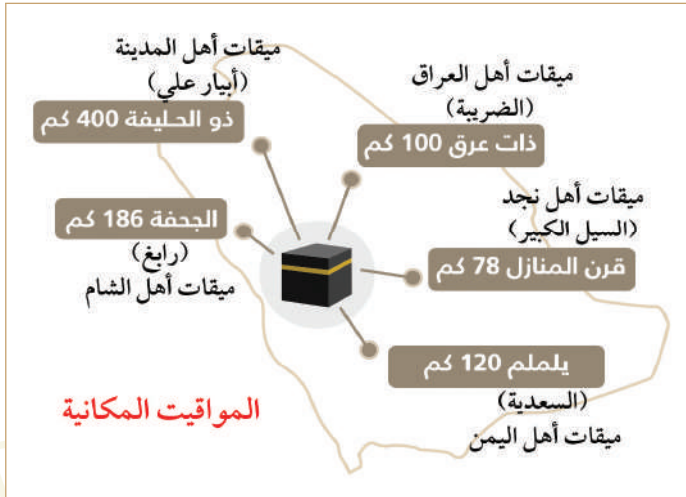 ميقات أهل المدينة
(أبيار علي)
ذو الحليفة 400 كم
ميقات أهل العراق
(الضريبة)
ذات عرق 100 كم
ميقات أهل نجد
(السيل الكبير)
قرن المنازل 78 كم
الجحفة 186 كم
(رابغ)
ميقات أهل الشام
يلملم 120 كم
(السعدية)
ميقات أهل اليمن
المواقيت المكانية